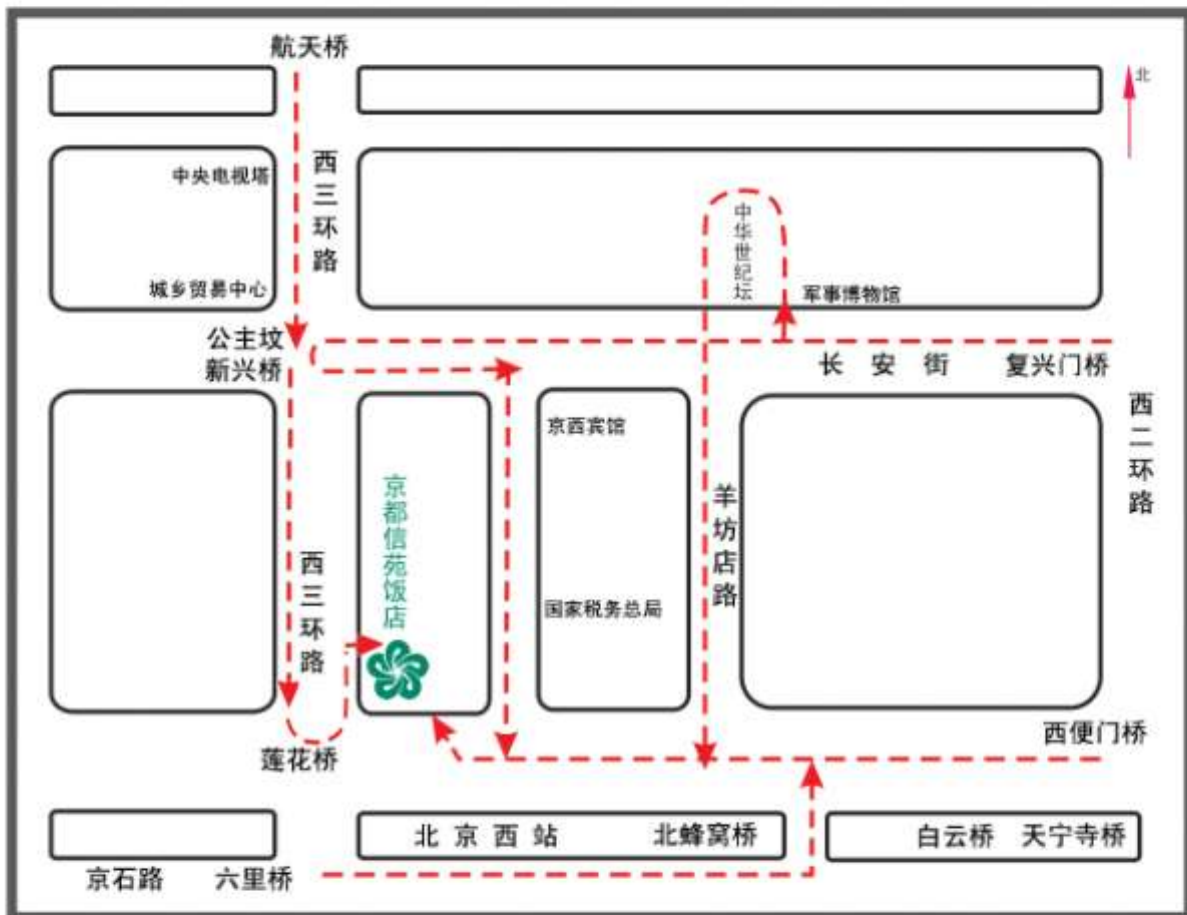 航天桥
北
中央电视塔
西三环路
中华世纪坛
城乡贸易中心
军事博物馆
公主坟
新兴桥
长安街
复兴门桥
西二环路
京西宾馆
京都信苑饭店
羊坊店路
西三环路
国家税务总局
西便门桥
莲花桥
北京西站
北蜂窝桥
白云桥
天宁寺桥
京石路
六里桥